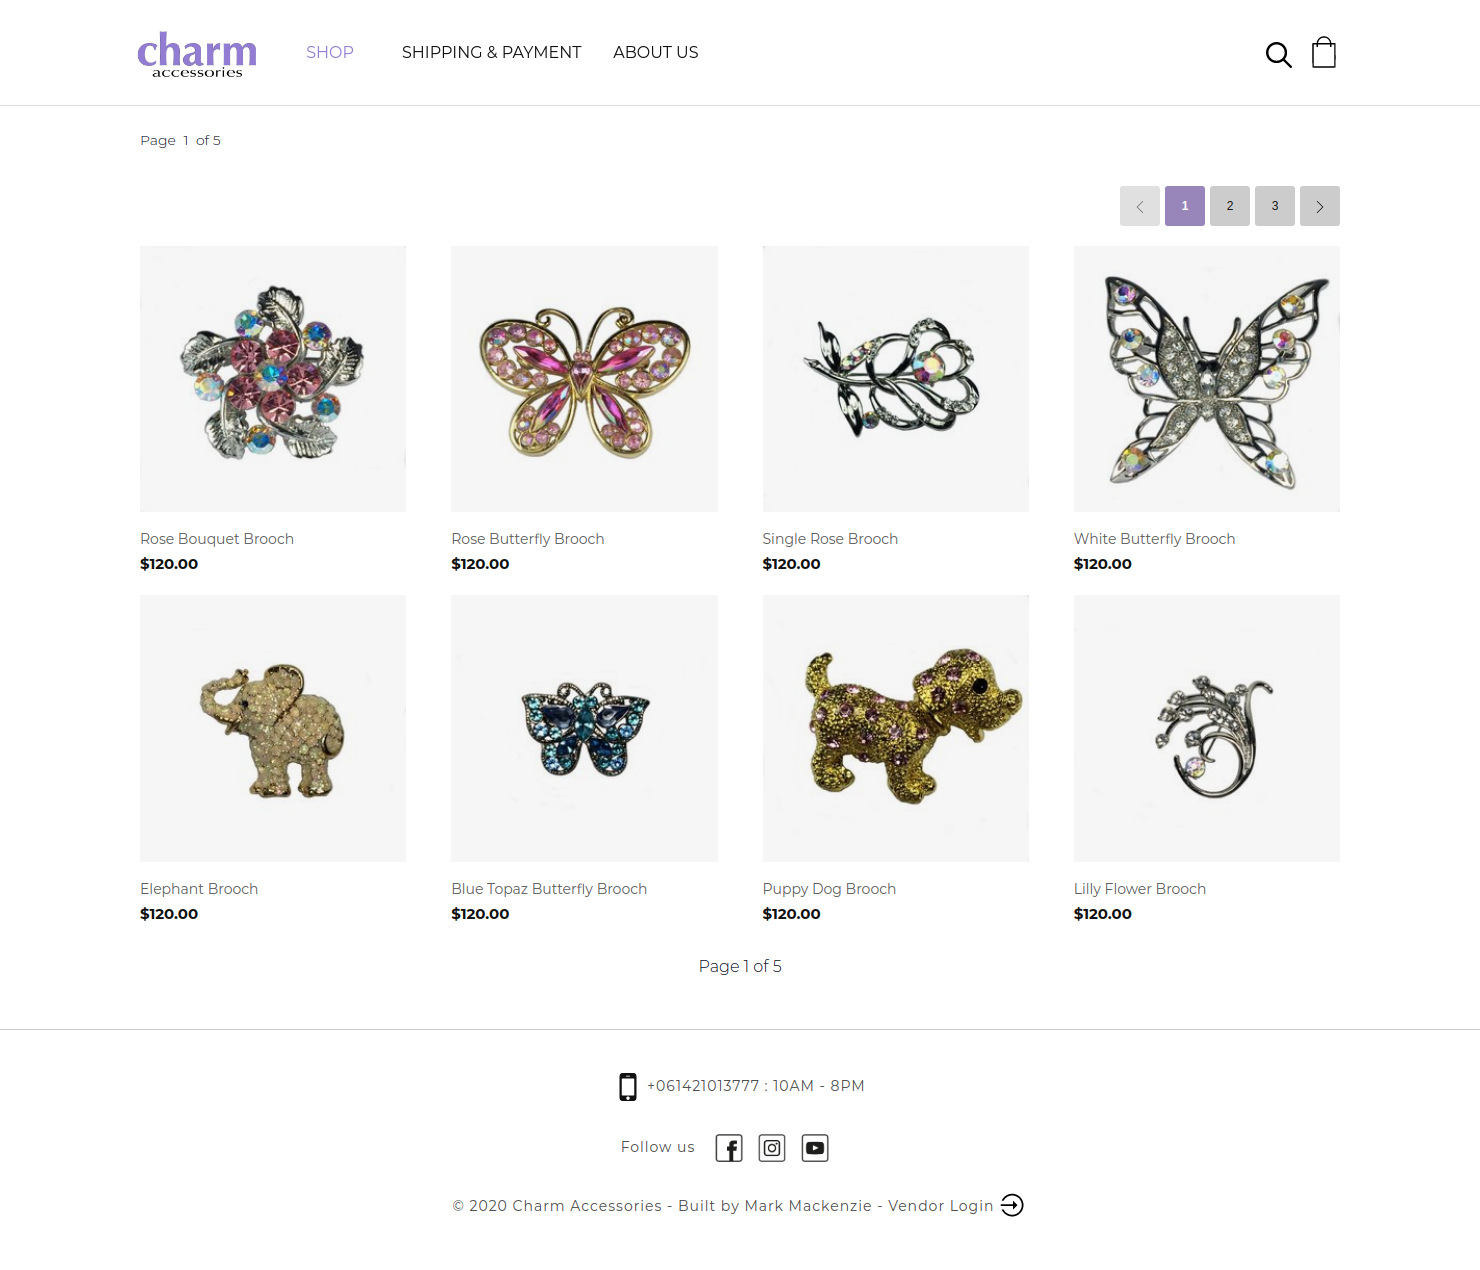 charm
accessories
SHOP
SHIPPING & PAYMENT
ABOUT US
Page 1 of 5
1
2
3
Rose Bouquet Brooch
$120.00
Rose Butterfly Brooch
$120.00
Single Rose Brooch
$120.00
White Butterfly Brooch
$120.00
Elephant Brooch
$120.00
Blue Topaz Butterfly Brooch
$120.00
Puppy Dog Brooch
$120.00
Lilly Flower Brooch
$120.00
Page 1 of 5
+061421013777 : 10AM - 8PM
Follow us
© 2020 Charm Accessories - Built by Mark Mackenzie - Vendor Login